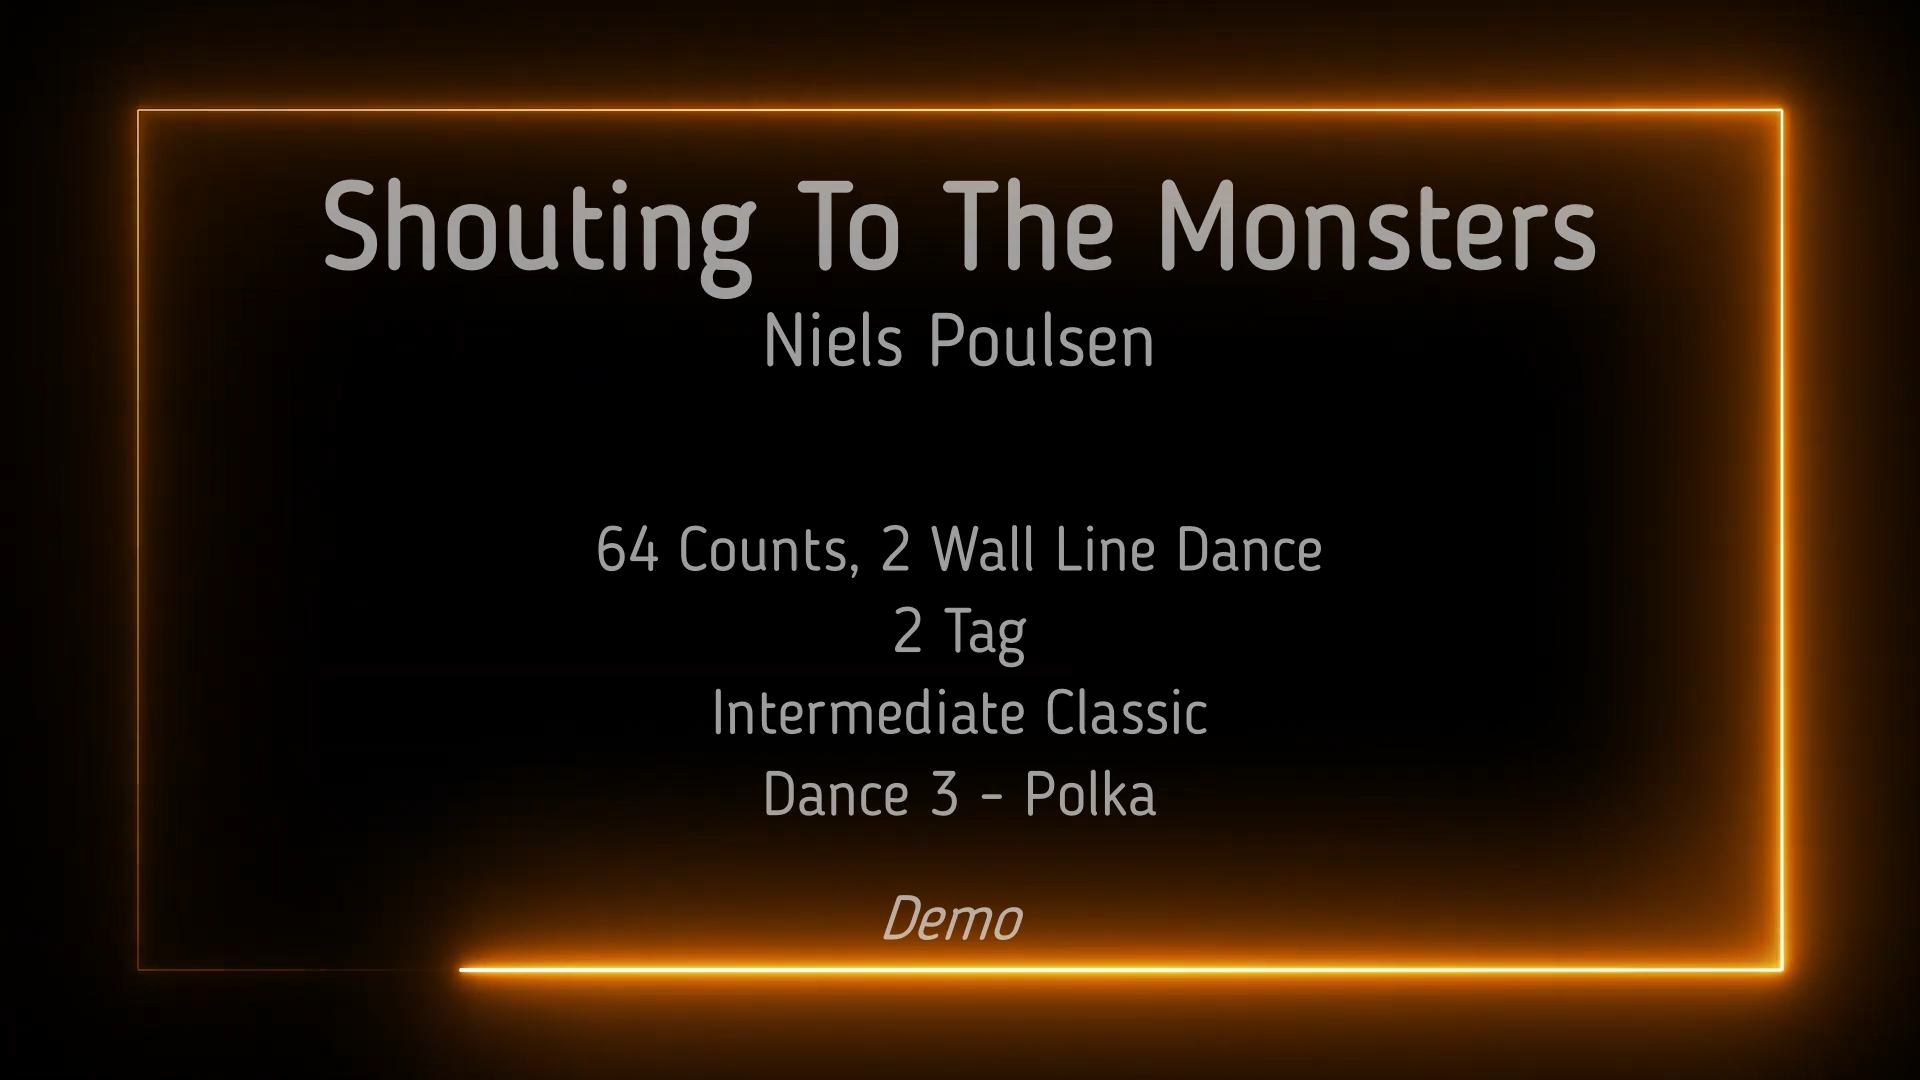 Shouting To The Monsters
Niels Poulsen
64 Counts, 2 Wall Line Dance
2 Tag
Intermediate Classic
Dance 3 - Polka
Demo